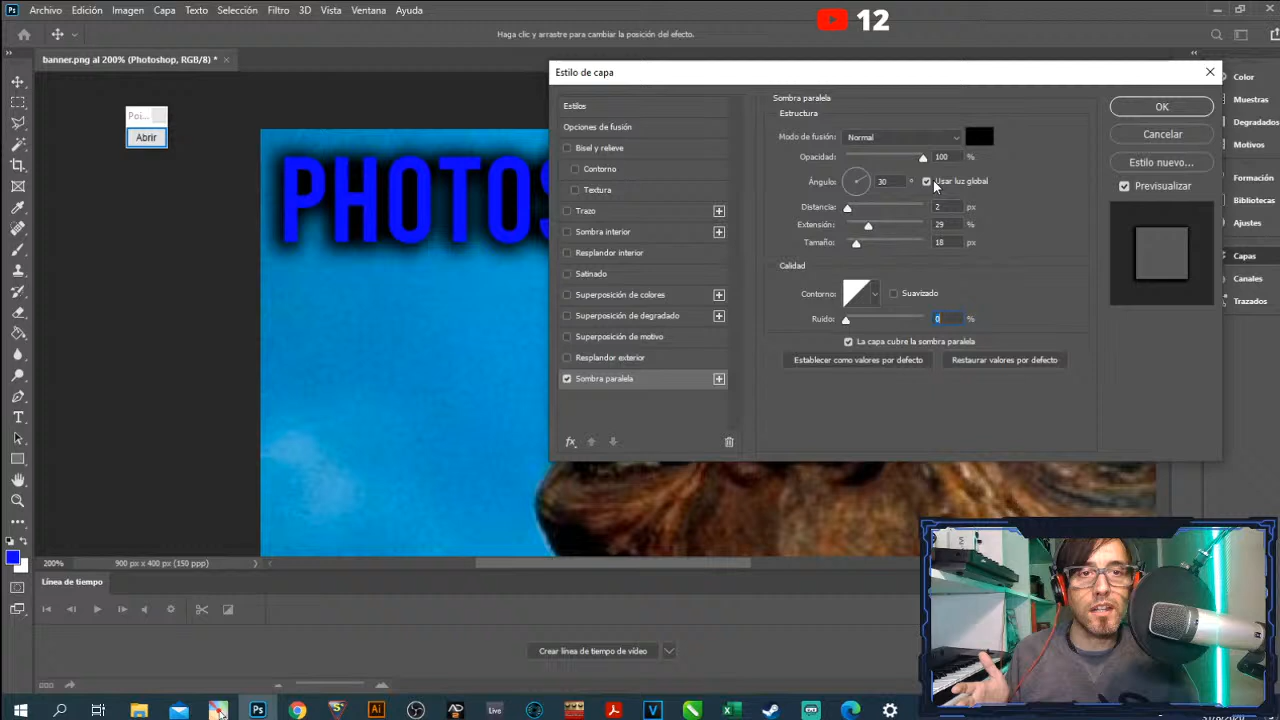 Ps Archivo Edición Imagen Capa Texto Selección Filtro 3D Vista Ventana Ayuda
12
Haga clic y arrastre para cambiar la posición del efecto.
banner.png al 200% (Photoshop, RGB/8) *
Poi...
Abrir
PHOTOS
Estilo de capa
Estilos
Opciones de fusión
Bisel y relieve
Contorno
Textura
Trazo
Sombra interior
Resplandor interior
Satinado
Superposición de colores
Superposición de degradado
Superposición de motivo
Resplandor exterior
Sombra paralela
fx
Sombra paralela
Estructura
Modo de fusión: Normal
Opacidad: 100 %
Ángulo: 30 ° Usar luz global
Distancia: 2 px
Extensión: 29 %
Tamaño: 18 px
Calidad
Contorno: Suavizado
Ruido: 0 %
La capa cubre la sombra paralela
Establecer como valores por defecto Restaurar valores por defecto
OK
Cancelar
Estilo nuevo...
Previsualizar
Color
Muestras
Degradados
Motivos
Formación
Bibliotecas
Ajustes
Capas
Canales
Trazados
200% 900 px x 400 px (150 ppp)
Línea de tiempo
Crear línea de tiempo de vídeo
Ps Ai Live V